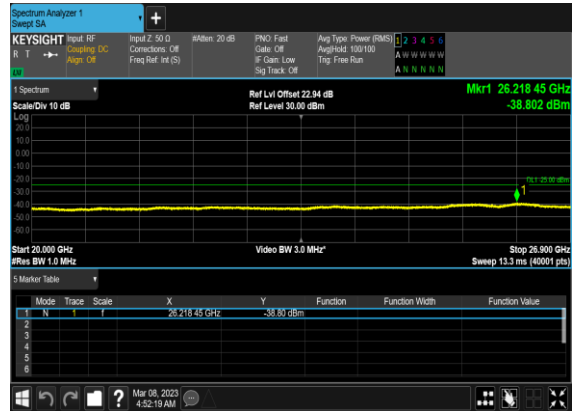 Spectrum Analyzer 1
Swept SA
+
KEYSIGHT Input: RF
R T Coupling: DC
Align: Off
Input Z: 50 Ω
Corrections: Off
Freq Ref: Int (S)
#Atten: 20 dB
PNO: Fast
Gate: Off
IF Gain: Low
Sig Track: Off
Avg Type: Power (RMS)
Avg|Hold: 100/100
Trig: Free Run
1 2 3 4 5 6
A W W W W W
A N N N N N
1 Spectrum
Scale/Div 10 dB
Ref Lvl Offset 22.94 dB
Ref Level 30.00 dBm
Mkr1 26.218 45 GHz
-38.802 dBm
Log
20.0
10.0
0.00
-10.0
-20.0
-30.0
-40.0
-50.0
-60.0
DL1 -25.00 dBm
1
Start 20.000 GHz
#Res BW 1.0 MHz
Video BW 3.0 MHz*
Stop 26.900 GHz
Sweep 13.3 ms (40001 pts)
5 Marker Table
Mode Trace Scale X Y Function Function Width Function Value
1 N 1 f 26.218 45 GHz -38.80 dBm
2
3
4
5
6
?
Mar 08, 2023
4:52:19 AM